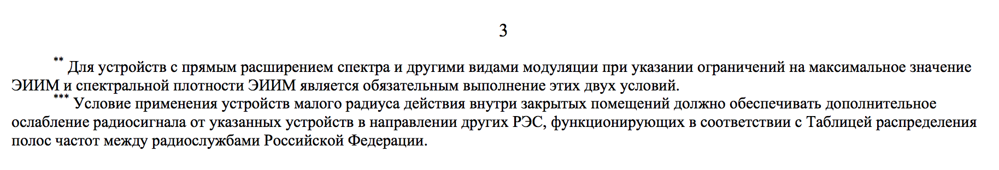 3
** Для устройств с прямым расширением спектра и другими видами модуляции при указании ограничений на максимальное значение
ЭИИМ и спектральной плотности ЭИИМ является обязательным выполнение этих двух условий.
*** Условие применения устройств малого радиуса действия внутри закрытых помещений должно обеспечивать дополнительное
ослабление радиосигнала от указанных устройств в направлении других РЭС, функционирующих в соответствии с Таблицей распределения
полос частот между радиослужбами Российской Федерации.